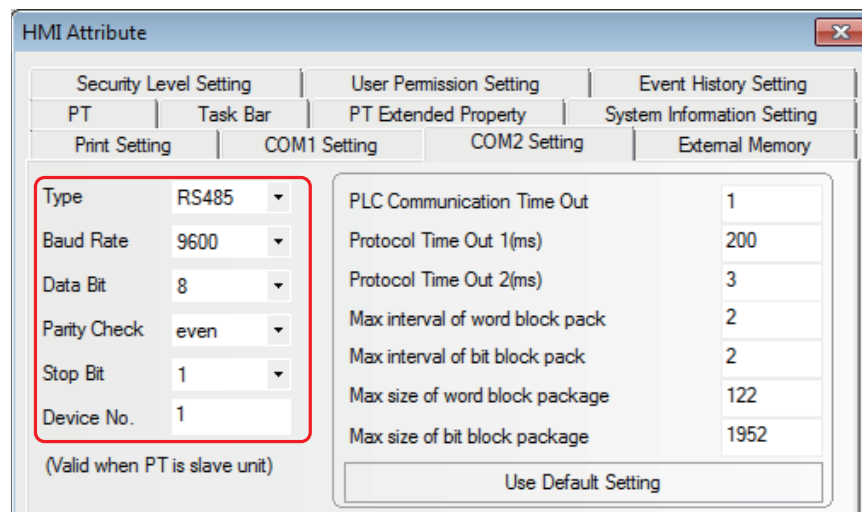 HMI Attribute
Security Level Setting User Permission Setting Event History Setting
PT Task Bar PT Extended Property System Information Setting
Print Setting COM1 Setting COM2 Setting External Memory
Type RS485
Baud Rate 9600
Data Bit 8
Parity Check even
Stop Bit 1
Device No. 1
(Valid when PT is slave unit)
PLC Communication Time Out 1
Protocol Time Out 1(ms) 200
Protocol Time Out 2(ms) 3
Max interval of word block pack 2
Max interval of bit block pack 2
Max size of word block package 122
Max size of bit block package 1952
Use Default Setting